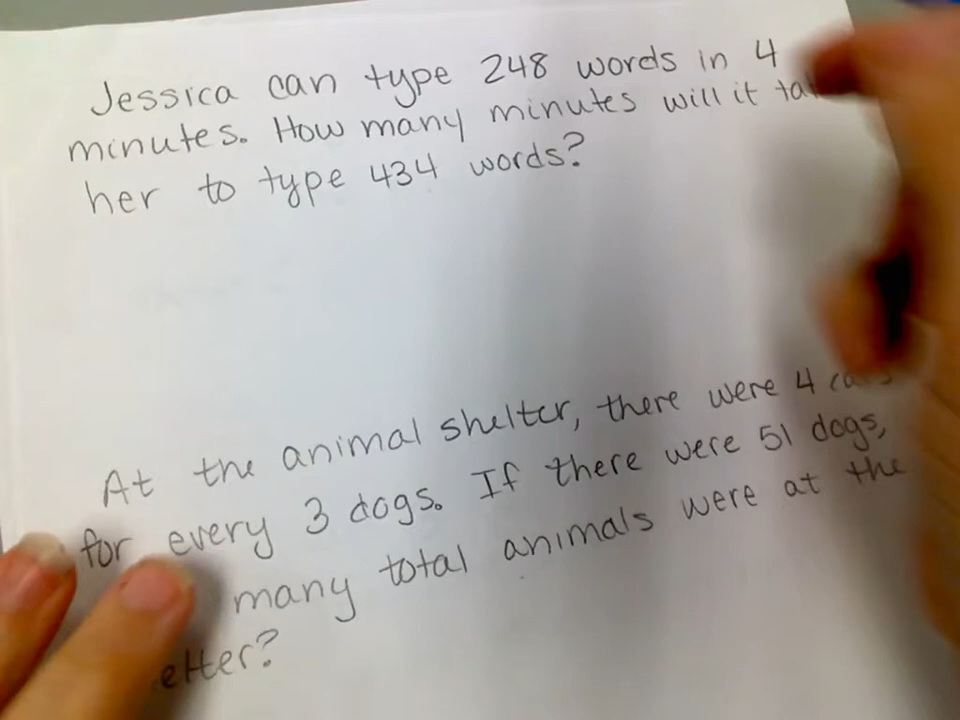 Jessica can type 248 words in 4
minutes. How many minutes will it
her to type 434 words?
At the animal shelter, there were 4
for every 3 dogs. If there were 51 dogs,
many total animals were at the